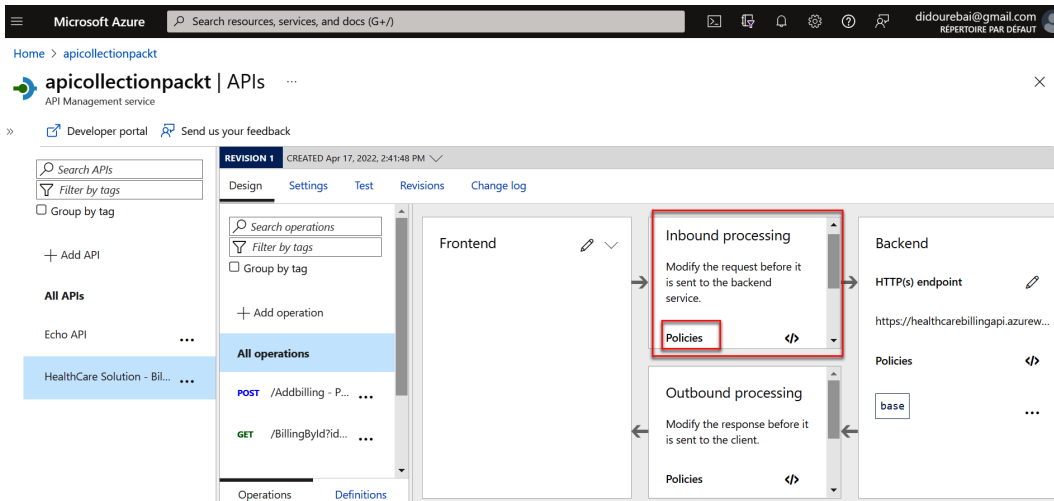 Microsoft Azure
Search resources, services, and docs (G+/)
didourebai@gmail.com
RÉPERTOIRE PAR DÉFAUT
Home > apicollectionpackt
apicollectionpackt | APIs ...
API Management service
Developer portal
Send us your feedback
Search APIs
Filter by tags
Group by tag
+ Add API
All APIs
Echo API
HealthCare Solution - Bil...
REVISION 1
CREATED Apr 17, 2022, 2:41:48 PM
Design Settings Test Revisions Change log
Search operations
Filter by tags
Group by tag
+ Add operation
All operations
POST /Addbilling - P...
GET /BillingById?id...
Operations Definitions
Frontend
Inbound processing
Modify the request before it
is sent to the backend
service.
Policies </>
Outbound processing
Modify the response before it
is sent to the client.
Policies </>
Backend
HTTP(s) endpoint
https://healthcarebillingapi.azurew...
Policies </>
base